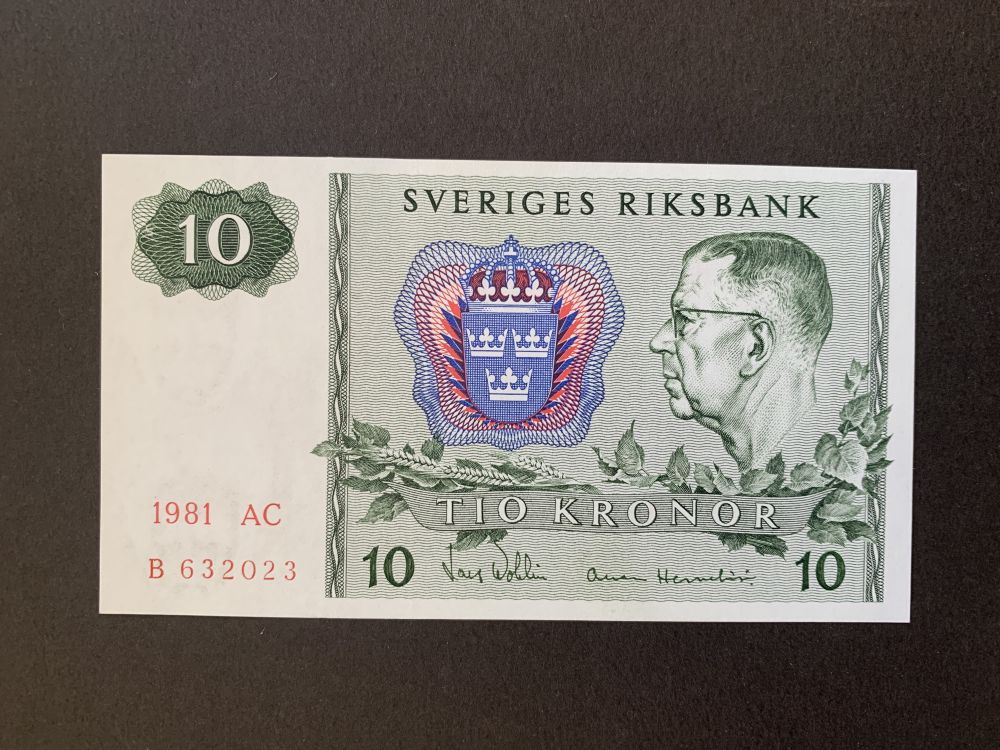 10
SVERIGES RIKSBANK
TIO KRONOR
1981 AC
B 632023
10
10